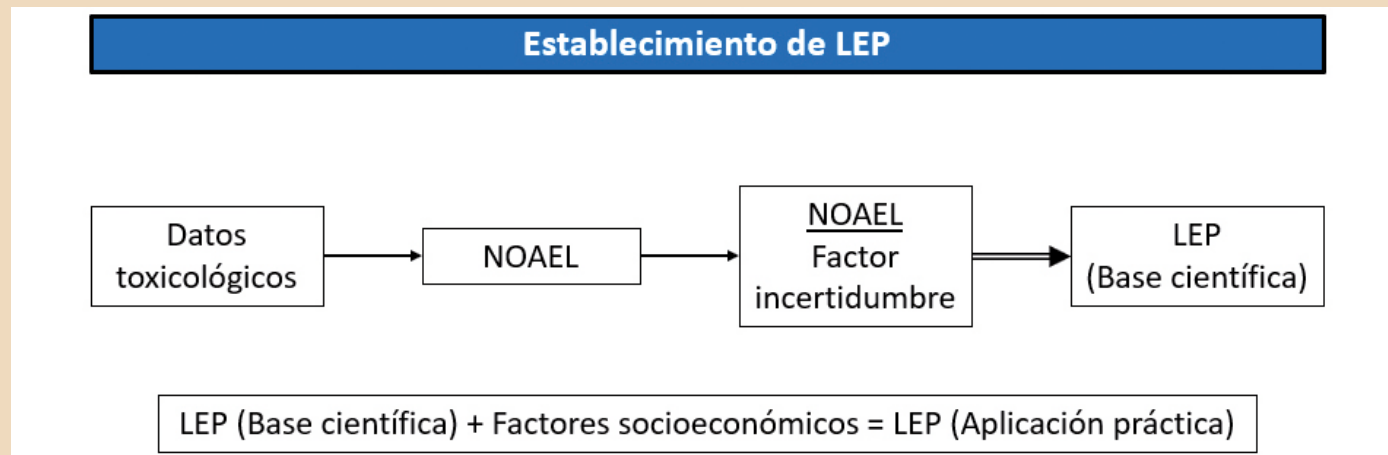 Establecimiento de LEP
Datos
toxicológicos
NOAEL
NOAEL
Factor
incertidumbre
LEP
(Base científica)
LEP (Base científica) + Factores socioeconómicos = LEP (Aplicación práctica)